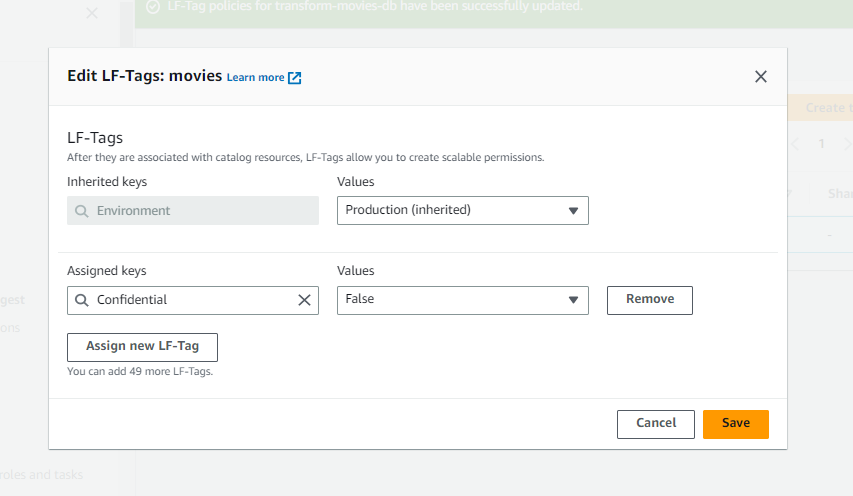 LF-Tag policies for transform-movies-db have been successfully updated.
Edit LF-Tags: movies Learn more
Create t
LF-Tags
After they are associated with catalog resources, LF-Tags allow you to create scalable permissions.
1
Inherited keys Values
Shar
Environment Production (inherited)
-
Assigned keys Values
Confidential False Remove
gest
ons
Assign new LF-Tag
You can add 49 more LF-Tags.
Cancel Save
roles and tasks